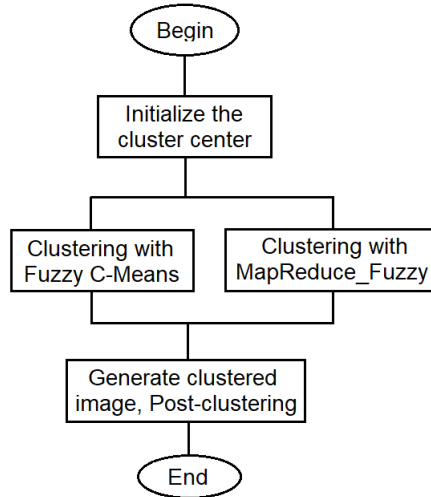 Begin
Initialize the
cluster center
Clustering with
Fuzzy C-Means
Clustering with
MapReduce_Fuzzy
Generate clustered
image, Post-clustering
End